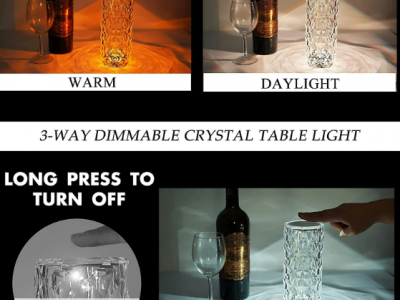 WARM
DAYLIGHT
3-WAY DIMMABLE CRYSTAL TABLE LIGHT
LONG PRESS TO
TURN OFF